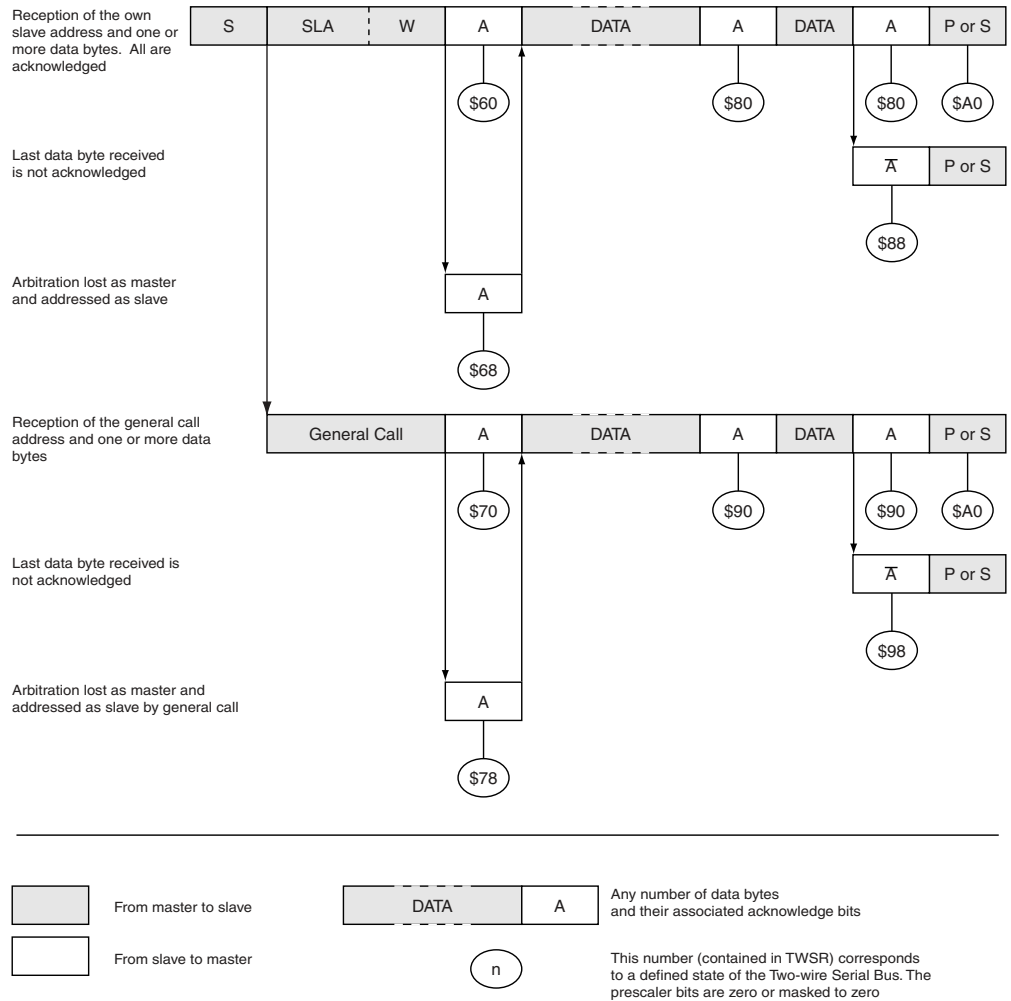 Reception of the own
slave address and one or
more data bytes. All are
acknowledged
S SLA W A DATA A DATA A P or S
$60 $80 $80 $A0
Last data byte received
is not acknowledged
A̅ P or S
$88
Arbitration lost as master
and addressed as slave
A
$68
Reception of the general call
address and one or more data
bytes
General Call A DATA A DATA A P or S
$70 $90 $90 $A0
Last data byte received is
not acknowledged
A̅ P or S
$98
Arbitration lost as master and
addressed as slave by general call
A
$78
From master to slave
From slave to master
DATA A
Any number of data bytes
and their associated acknowledge bits
n
This number (contained in TWSR) corresponds
to a defined state of the Two-wire Serial Bus. The
prescaler bits are zero or masked to zero